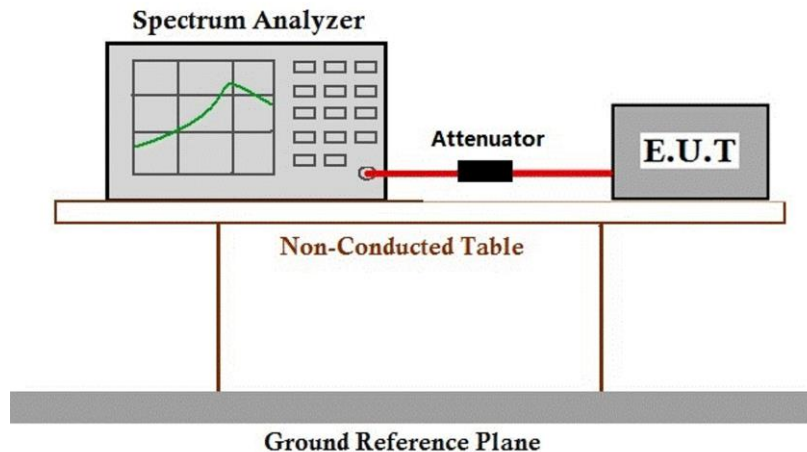 Spectrum Analyzer
Attenuator
E.U.T
Non-Conducted Table
Ground Reference Plane